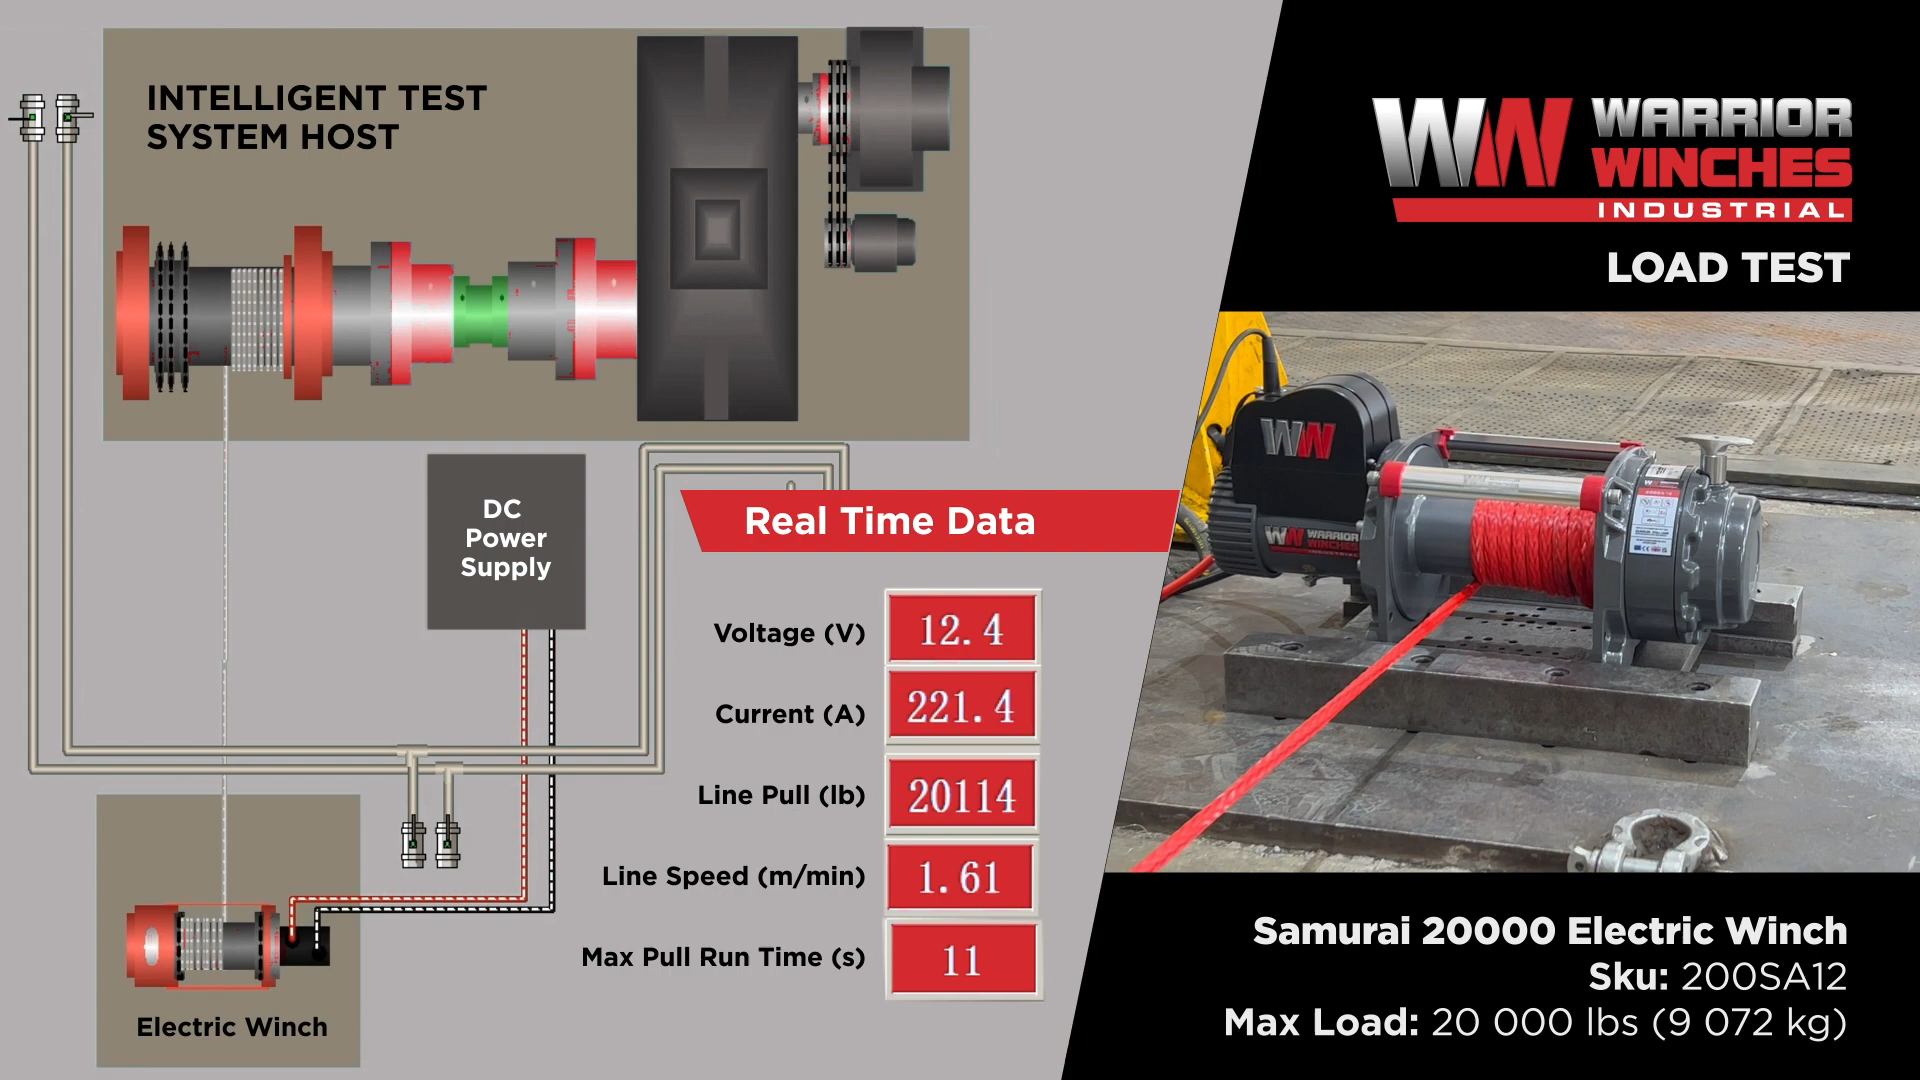 INTELLIGENT TEST
SYSTEM HOST
DC
Power
Supply
Electric Winch
Real Time Data
Voltage (V) 12.4
Current (A) 221.4
Line Pull (lb) 20114
Line Speed (m/min) 1.61
Max Pull Run Time (s) 11
WW WARRIOR
WINCHES
INDUSTRIAL
LOAD TEST
WW
WW WARRIOR
WINCHES
INDUSTRIAL
Samurai 20000 Electric Winch
Sku: 200SA12
Max Load: 20 000 lbs (9 072 kg)